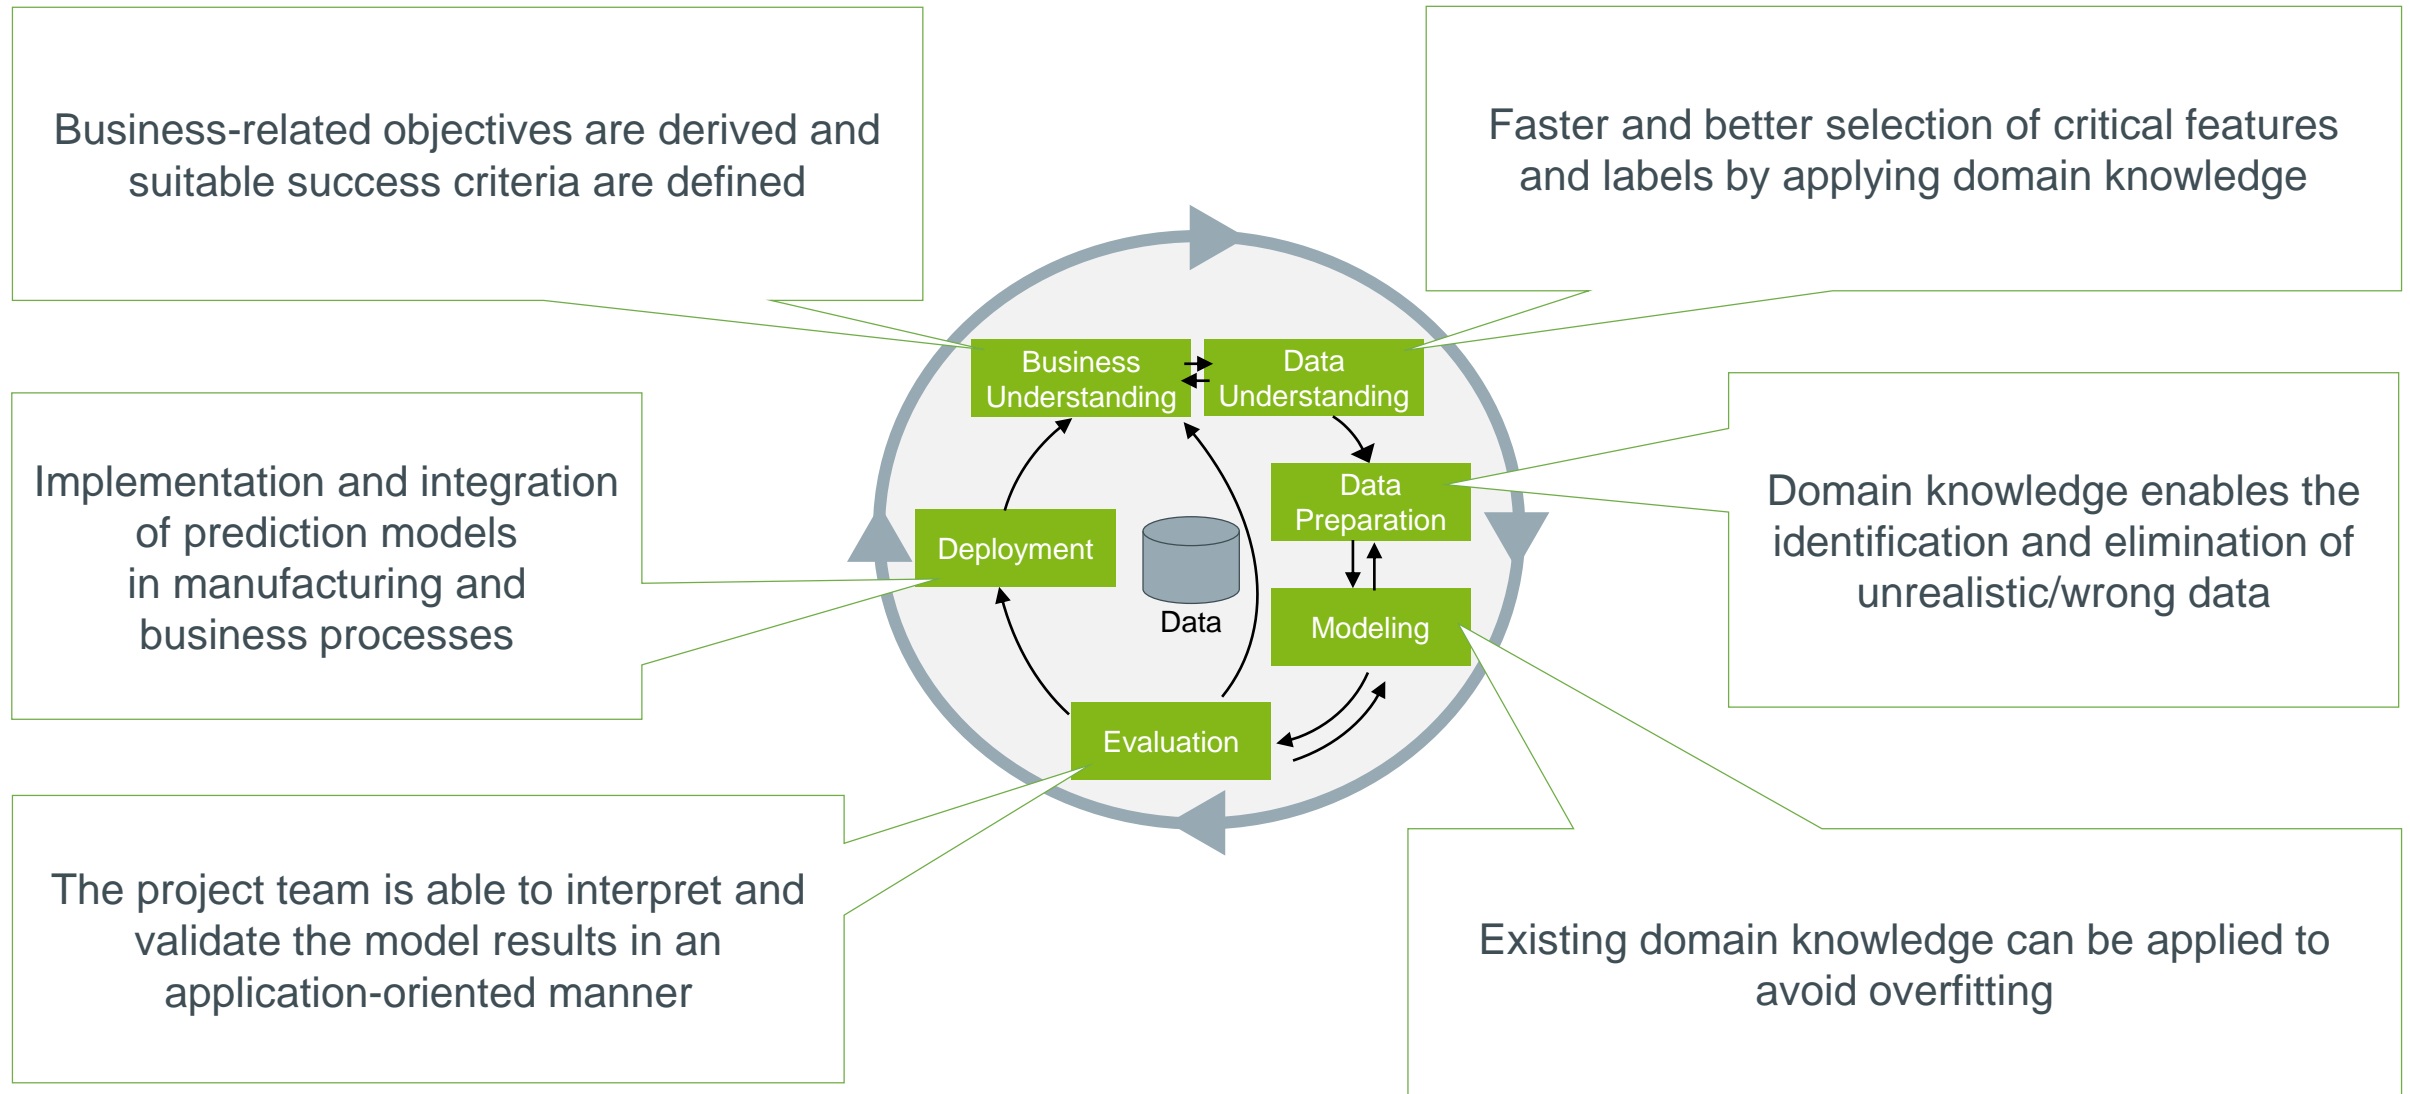 Business-related objectives are derived and
suitable success criteria are defined
Faster and better selection of critical features
and labels by applying domain knowledge
Business
Understanding
Data
Understanding
Implementation and integration
of prediction models
in manufacturing and
business processes
Data
Preparation
Domain knowledge enables the
identification and elimination of
unrealistic/wrong data
Deployment
Data
Modeling
Evaluation
The project team is able to interpret and
validate the model results in an
application-oriented manner
Existing domain knowledge can be applied to
avoid overfitting